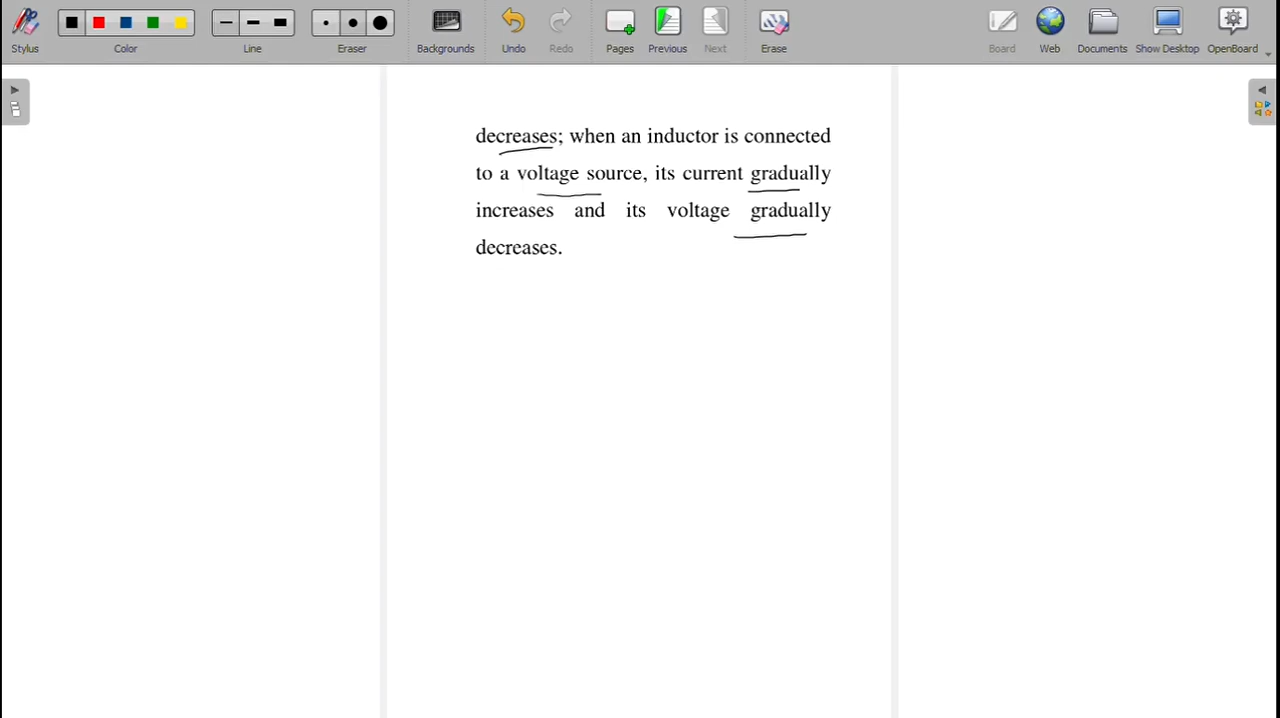 Stylus Color Line Eraser Backgrounds Undo Redo Pages Previous Next Erase Board Web Documents Show Desktop OpenBoard
decreases; when an inductor is connected
to a voltage source, its current gradually
increases and its voltage gradually
decreases.